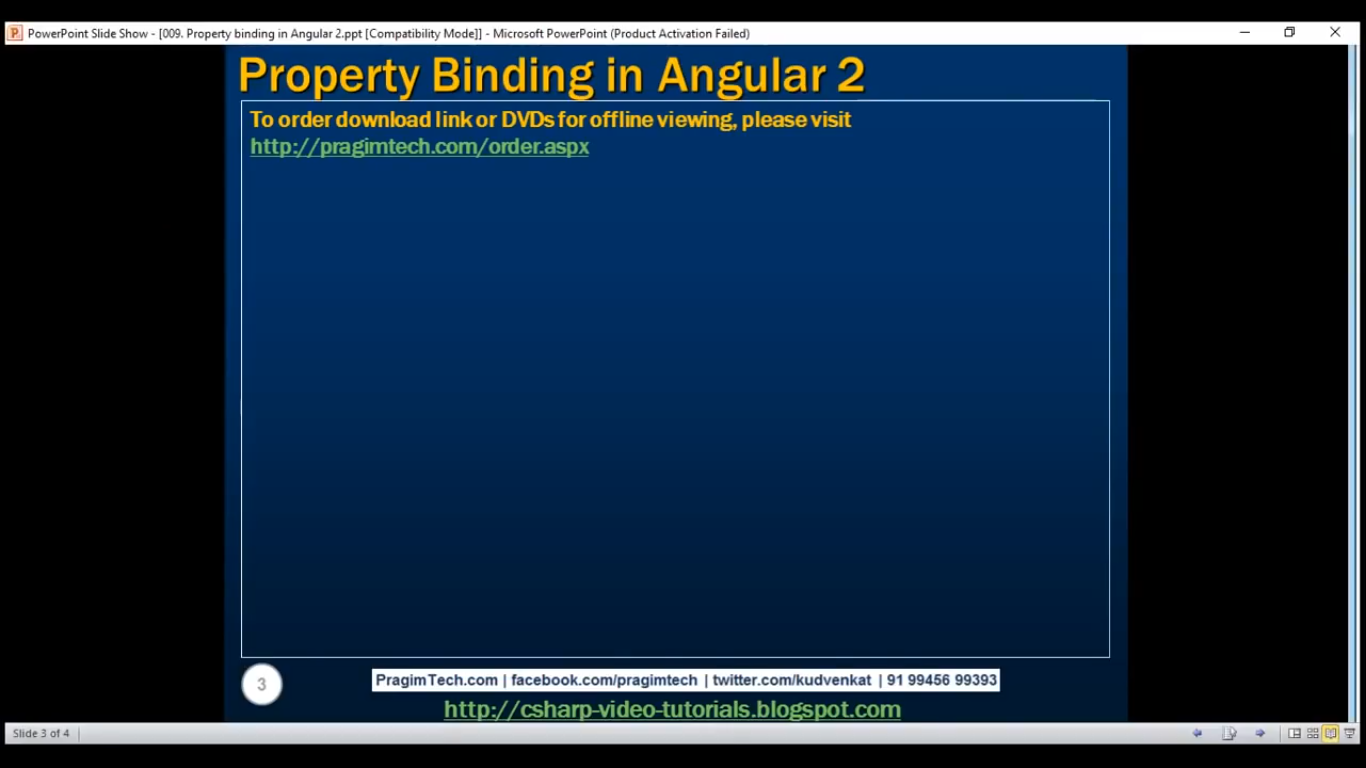 PowerPoint Slide Show - [009. Property binding in Angular 2.ppt [Compatibility Mode]] - Microsoft PowerPoint (Product Activation Failed)
Property Binding in Angular 2
To order download link or DVDs for offline viewing, please visit
http://pragimtech.com/order.aspx
3
PragimTech.com | facebook.com/pragimtech | twitter.com/kudvenkat | 91 99456 99393
http://csharp-video-tutorials.blogspot.com
Slide 3 of 4